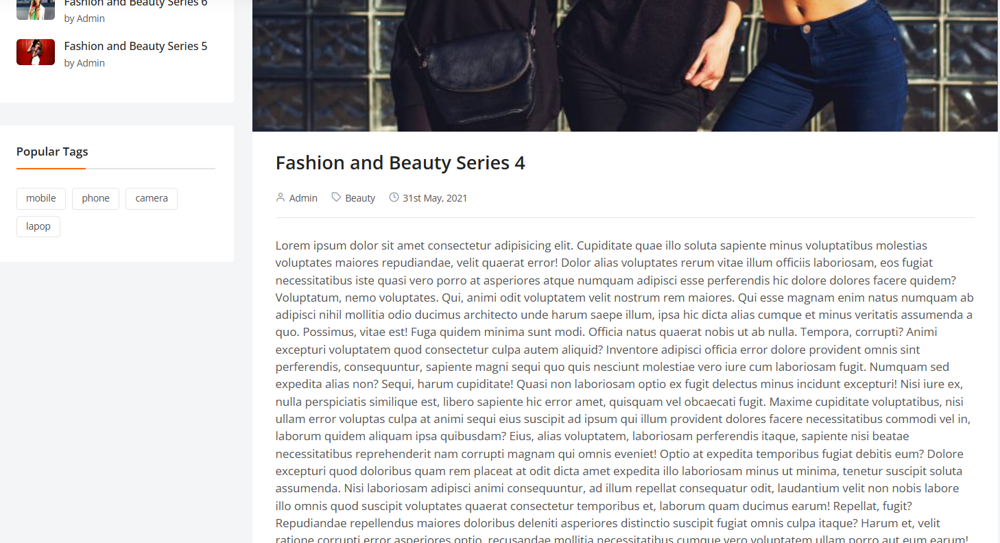 Fashion and Beauty Series 6
by Admin
Fashion and Beauty Series 5
by Admin
Popular Tags
mobile
phone
camera
lapop
Fashion and Beauty Series 4
Admin
Beauty
31st May, 2021
Lorem ipsum dolor sit amet consectetur adipisicing elit. Cupiditate quae illo soluta sapiente minus voluptatibus molestias
voluptates maiores repudiandae, velit quaerat error! Dolor alias voluptates rerum vitae illum officiis laboriosam, eos fugiat
necessitatibus iste quasi vero porro at asperiores atque numquam adipisci esse perferendis hic dolore dolores facere quidem?
Voluptatum, nemo voluptates. Qui, animi odit voluptatem velit nostrum rem maiores. Qui esse magnam enim natus numquam ab
adipisci nihil mollitia odio ducimus architecto unde harum saepe illum, ipsa hic dicta alias cumque et minus veritatis assumenda a
quo. Possimus, vitae est! Fuga quidem minima sunt modi. Officia natus quaerat nobis ut ab nulla. Tempora, corrupti? Animi
excepturi voluptatem quod consectetur culpa autem aliquid? Inventore adipisci officia error dolore provident omnis sint
perferendis, consequuntur, sapiente magni sequi quo quis nesciunt molestiae vero iure cum laboriosam fugit. Numquam sed
expedita alias non? Sequi, harum cupiditate! Quasi non laboriosam optio ex fugit delectus minus incidunt excepturi! Nisi iure ex,
nulla perspiciatis similique est, libero sapiente hic error amet, quisquam vel obcaecati fugit. Maxime cupiditate voluptatibus, nisi
ullam error voluptas culpa at animi sequi eius suscipit ad ipsum qui illum provident dolores facere necessitatibus commodi vel in,
laborum quidem aliquam ipsa quibusdam? Eius, alias voluptatem, laboriosam perferendis itaque, sapiente nisi beatae
necessitatibus reprehenderit nam corrupti magnam qui omnis eveniet! Optio at expedita temporibus fugiat debitis eum? Dolore
excepturi quod doloribus quam rem placeat at odit dicta amet expedita illo laboriosam minus ut minima, tenetur suscipit soluta
assumenda. Nisi laboriosam adipisci animi consequuntur, ad illum repellat consequatur odit, laudantium velit non nobis labore
illo omnis quod suscipit voluptates quaerat consectetur temporibus et, laborum quam ducimus earum! Repellat, fugit?
Repudiandae repellendus maiores doloribus deleniti asperiores distinctio suscipit fugiat omnis culpa itaque? Harum et, velit
ratione corrupti error asperiores optio, recusandae mollitia necessitatibus cumque vero voluptatem ullam porro aut eum earum!